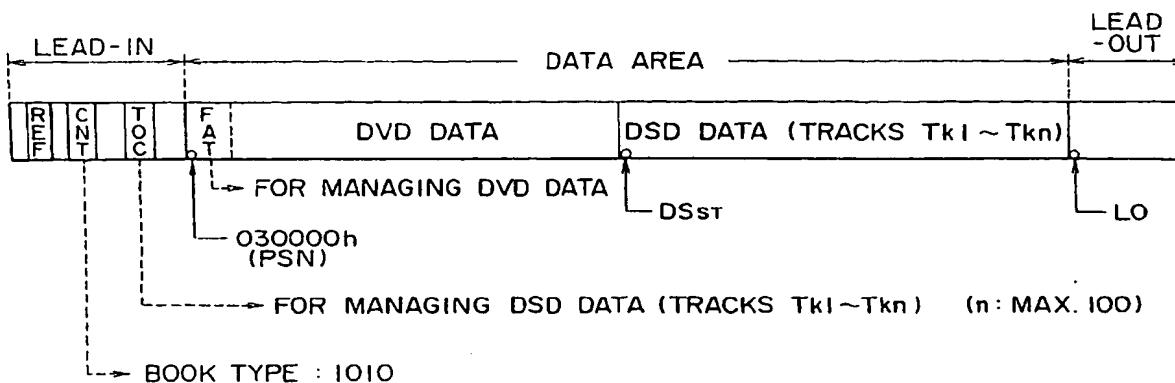 LEAD-IN
DATA AREA
LEAD
-OUT
REF
CNT
TOC
FAT
DVD DATA
DSD DATA (TRACKS Tk1~Tkn)
FOR MANAGING DVD DATA
DSST
LO
030000h
(PSN)
FOR MANAGING DSD DATA (TRACKS Tk1~Tkn) (n: MAX. 100)
BOOK TYPE : 1010